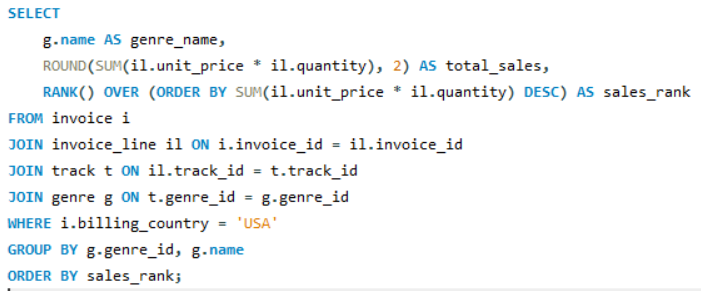 SELECT
g.name AS genre_name,
ROUND(SUM(il.unit_price * il.quantity), 2) AS total_sales,
RANK() OVER (ORDER BY SUM(il.unit_price * il.quantity) DESC) AS sales_rank
FROM invoice i
JOIN invoice_line il ON i.invoice_id = il.invoice_id
JOIN track t ON il.track_id = t.track_id
JOIN genre g ON t.genre_id = g.genre_id
WHERE i.billing_country = 'USA'
GROUP BY g.genre_id, g.name
ORDER BY sales_rank;